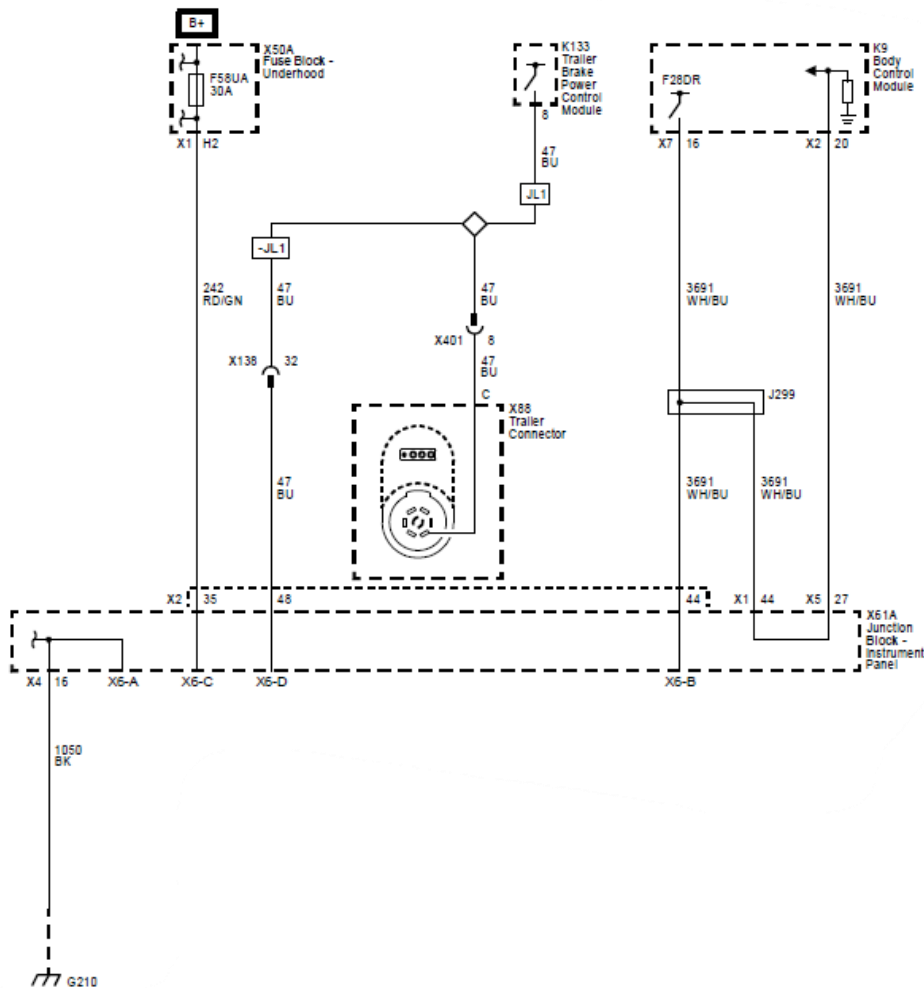 B+
X50A
Fuse Block -
Underhood
F58UA
30A
X1 H2
K133
Trailer
Brake
Power
Control
Module
8
K9
Body
Control
Module
F28DR
X7 16
X2 20
47
BU
JL1
-JL1
242
RD/GN
47
BU
47
BU
3691
WH/BU
3691
WH/BU
X138 32
X401 8
47
BU
C
X88
Trailer
Connector
J299
47
BU
3691
WH/BU
3691
WH/BU
X2 35 48 44 X1 44 X5 27
X61A
Junction
Block -
Instrument
Panel
X4 16 X6-A X6-C X6-D X6-B
1050
BK
G210